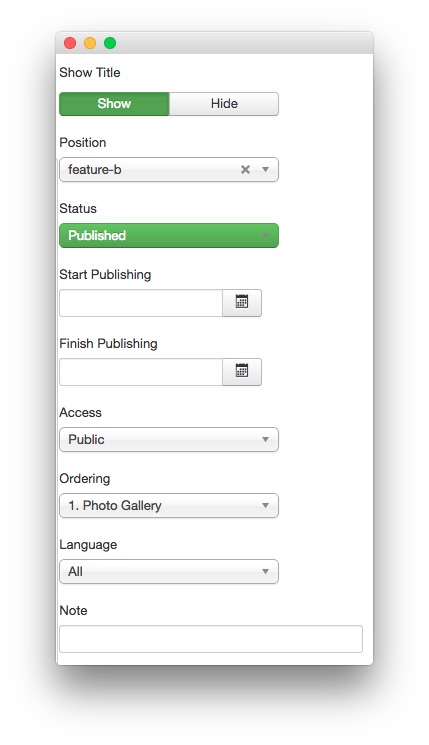 Show Title
Show Hide
Position
feature-b
Status
Published
Start Publishing
Finish Publishing
Access
Public
Ordering
1. Photo Gallery
Language
All
Note